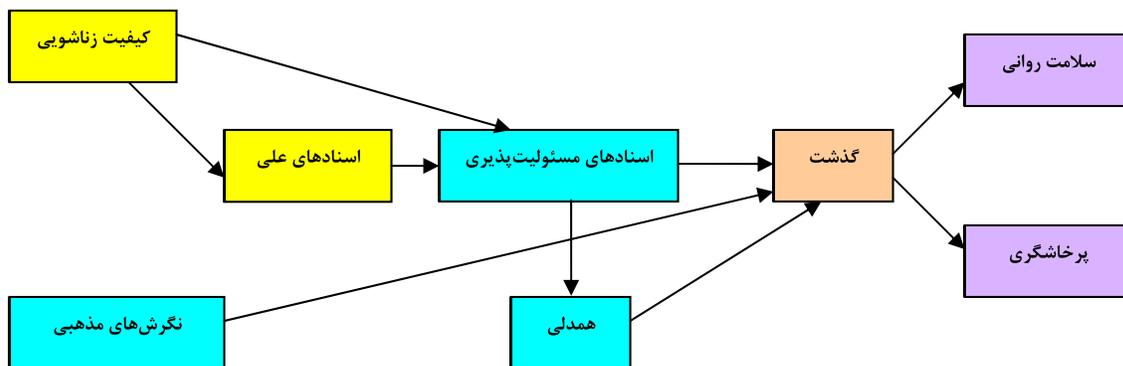 کیفیت زناشویی
سلامت روانی
اسنادهای علی
اسنادهای مسئولیت‌پذیری
گذشت
پرخاشگری
نگرش‌های مذهبی
همدلی